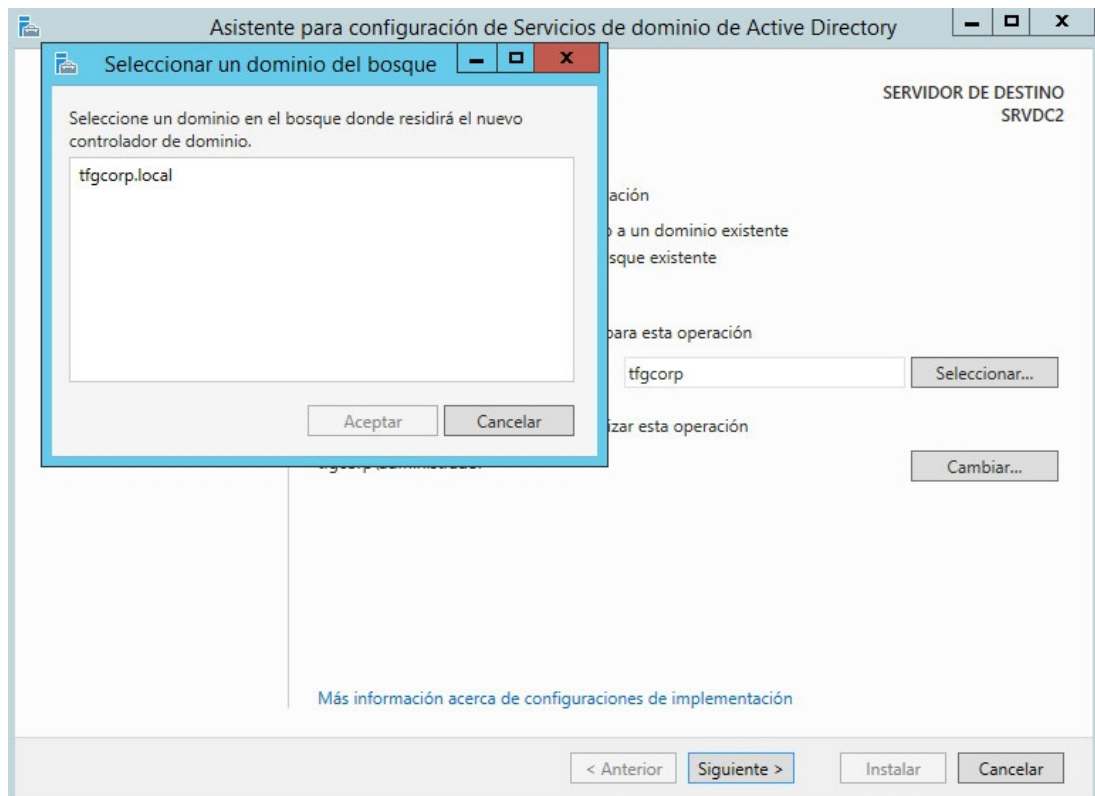 Asistente para configuración de Servicios de dominio de Active Directory
Seleccionar un dominio del bosque
Seleccione un dominio en el bosque donde residirá el nuevo
controlador de dominio.
tfgcorp.local
Aceptar
Cancelar
SERVIDOR DE DESTINO
SRVDC2
ación
o a un dominio existente
sque existente
para esta operación
tfgcorp
Seleccionar...
izar esta operación
Cambiar...
Más información acerca de configuraciones de implementación
< Anterior
Siguiente >
Instalar
Cancelar